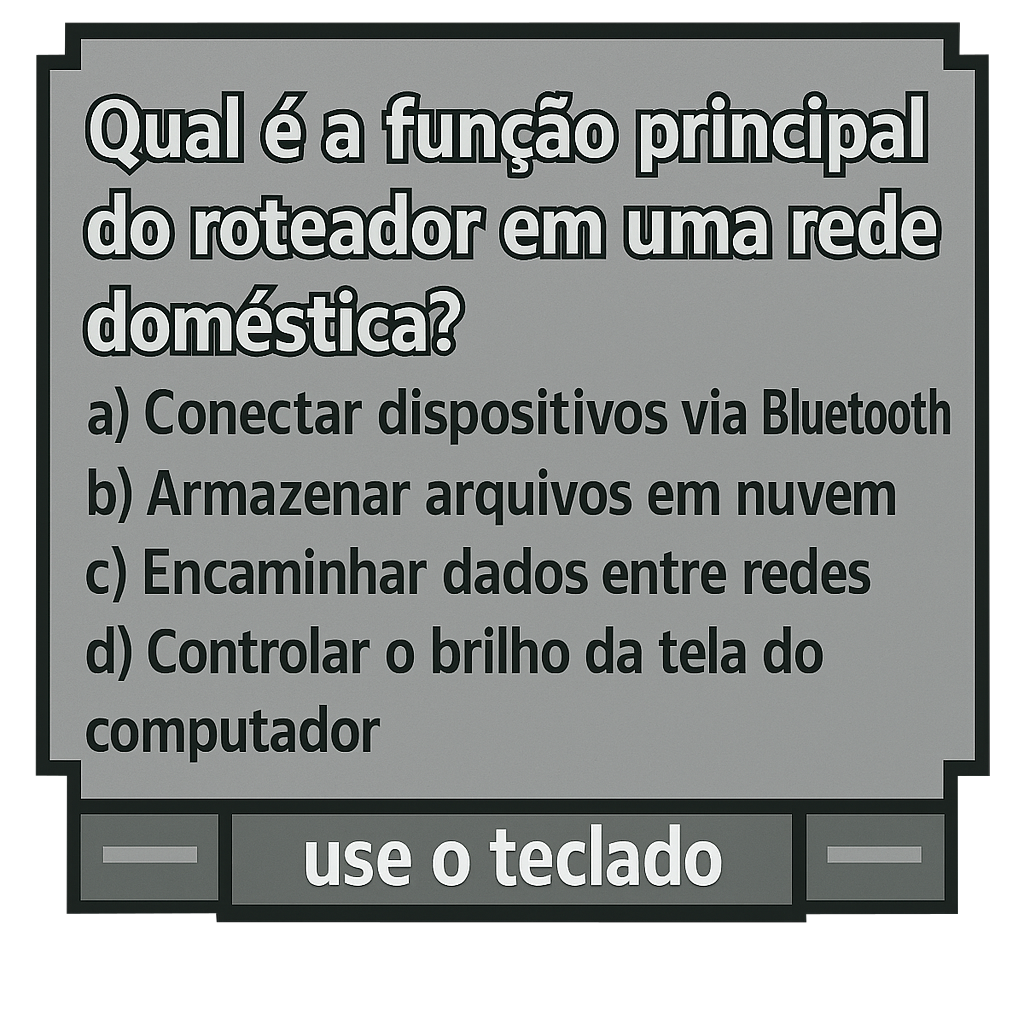 Qual é a função principal
do roteador em uma rede
doméstica?
a) Conectar dispositivos via Bluetooth
b) Armazenar arquivos em nuvem
c) Encaminhar dados entre redes
d) Controlar o brilho da tela do
computador
use o teclado